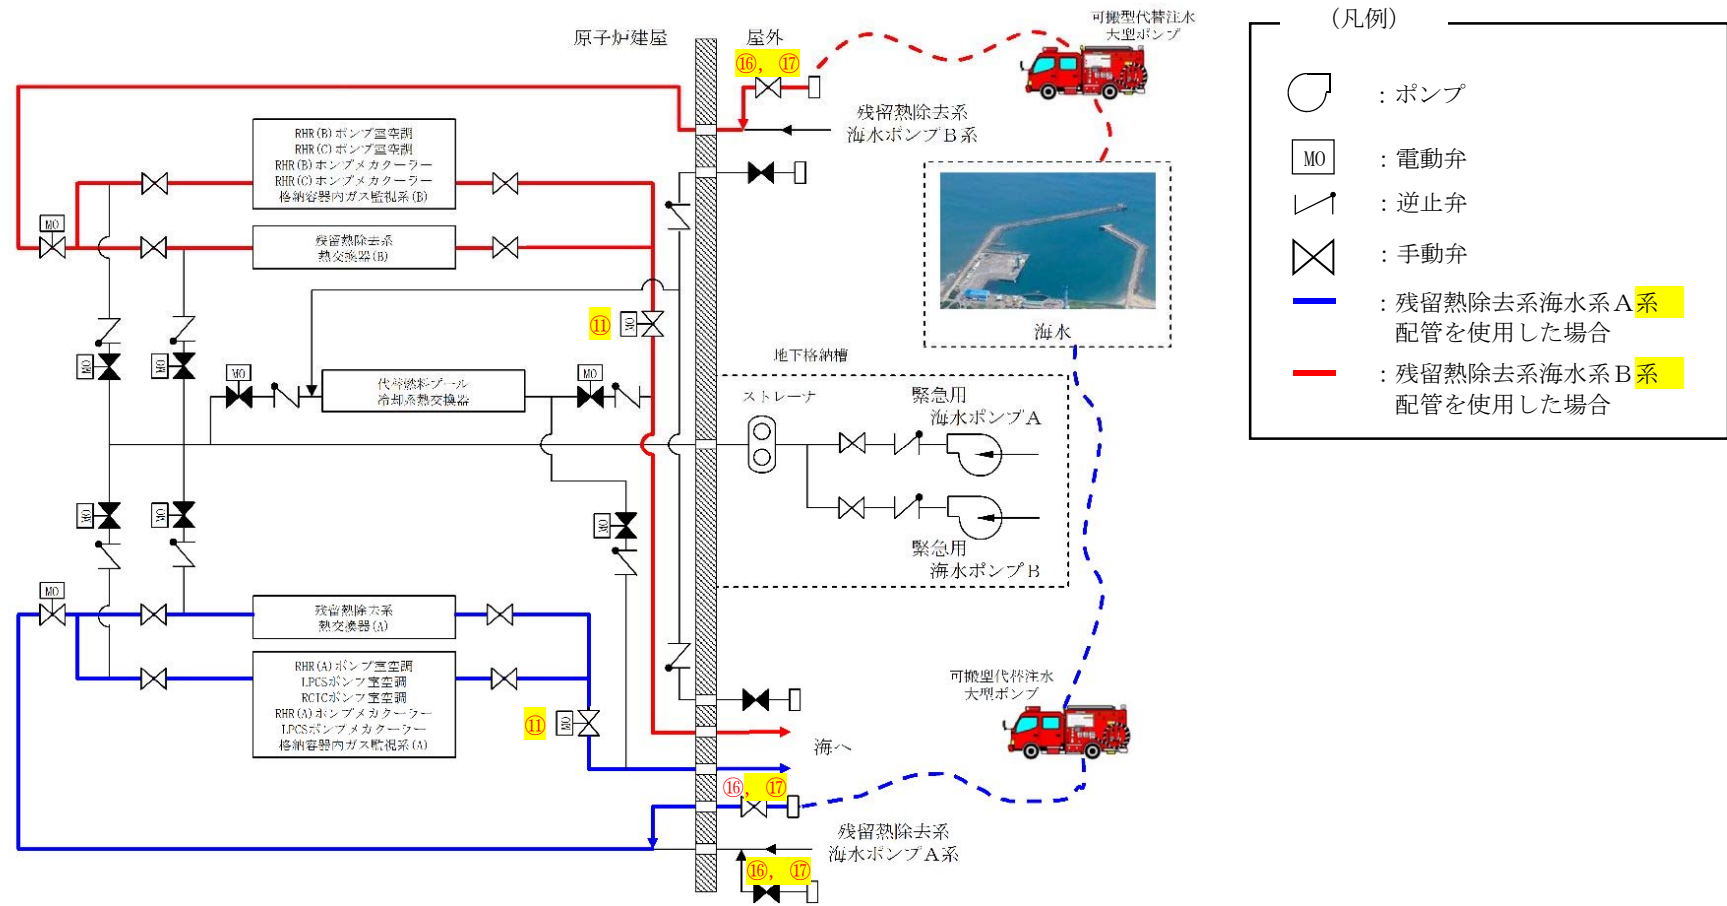 可搬型代替注水
大型ポンプ
(凡例)
原子炉建屋
屋外
⑯, ⑰
ポンプ
残留熱除去系
海水ポンプB系
RHR(B)ポンプ室空調
RHR(C)ポンプ室空調
RHR(B)ポンプメカクーラー
RHR(C)ポンプメカクーラー
格納容器内ガス監視系(B)
MO
:電動弁
:逆止弁
MO
残留熱除去系
熱交換器(B)
:手動弁
:残留熱除去系海水系A系
配管を使用した場合
⑪
MO
海水
地下格納槽
MO
MO
MO
MO
代替燃料プール
冷却系熱交換器
:残留熱除去系海水系B系
配管を使用した場合
ストレーナ
緊急用
海水ポンプA
MO
MO
MO
緊急用
海水ポンプB
MO
残留熱除去系
熱交換器(A)
RHR(A)ポンプ室空調
LPCSポンプ室空調
RCICポンプ室空調
RHR(A)ポンプメカクーラー
LPCSポンプメカクーラー
格納容器内ガス監視系(A)
⑪
MO
可搬型代替注水
大型ポンプ
海へ
⑯, ⑰
残留熱除去系
海水ポンプA系
⑯, ⑰